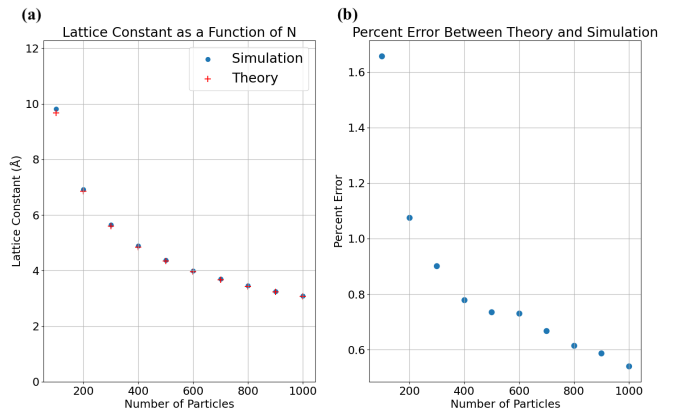 (a)
Lattice Constant as a Function of N
12
10
8
6
4
2
0
Lattice Constant (Å)
Simulation
Theory
200
400
600
800
1000
Number of Particles
(b)
Percent Error Between Theory and Simulation
1.6
1.4
1.2
1.0
0.8
0.6
Percent Error
200
400
600
800
1000
Number of Particles